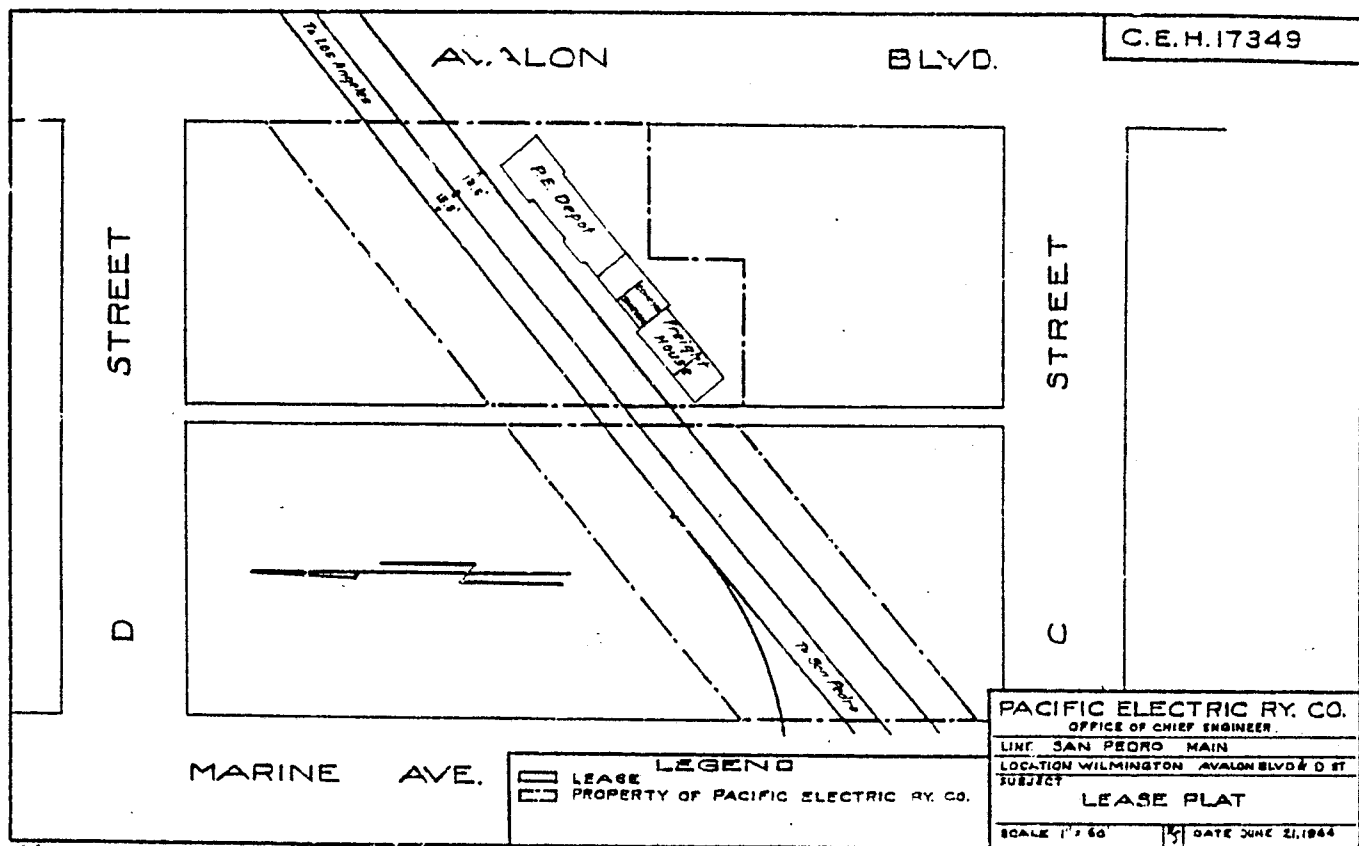 C.E.H.17349
AVALON BLVD.
To Los Angeles
13.5'
P.E. Depot
Freight
House
STREET
D
STREET
C
To San Pedro
MARINE AVE.
LEGEND
LEASE
PROPERTY OF PACIFIC ELECTRIC RY. CO.
PACIFIC ELECTRIC RY. CO.
OFFICE OF CHIEF ENGINEER.
LINE SAN PEDRO MAIN
LOCATION WILMINGTON AVALON BLVD & D ST
SUBJECT
LEASE PLAT
SCALE 1" = 60'
DATE JUNE 21, 1944